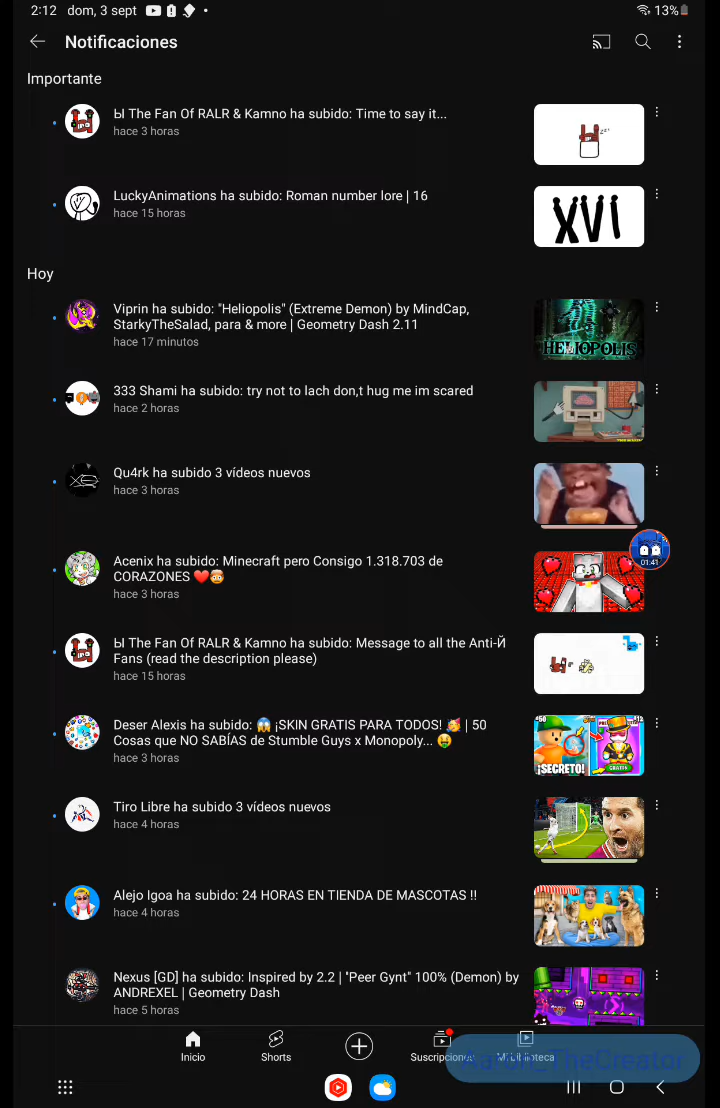 2:12 dom, 3 sept • 13%
Notificaciones
Importante
Ы The Fan Of RALR & Kamno ha subido: Time to say it...
hace 3 horas
LuckyAnimations ha subido: Roman number lore | 16
hace 15 horas
XVI
Hoy
Viprin ha subido: "Heliopolis" (Extreme Demon) by MindCap,
StarkyTheSalad, para & more | Geometry Dash 2.11
hace 17 minutos
HELIOPOLIS
333 Shami ha subido: try not to lach don,t hug me im scared
hace 2 horas
Qu4rk ha subido 3 vídeos nuevos
hace 3 horas
Acenix ha subido: Minecraft pero Consigo 1.318.703 de
CORAZONES ❤️🤯
hace 3 horas
01:41
Ы The Fan Of RALR & Kamno ha subido: Message to all the Anti-Й
Fans (read the description please)
hace 15 horas
Deser Alexis ha subido: 😱 ¡SKIN GRATIS PARA TODOS! 🥳 | 50
Cosas que NO SABÍAS de Stumble Guys x Monopoly... 🤑
hace 3 horas
#50
¡SECRETO!
GRATIS
Tiro Libre ha subido 3 vídeos nuevos
hace 4 horas
Alejo Igoa ha subido: 24 HORAS EN TIENDA DE MASCOTAS !!
hace 4 horas
Nexus [GD] ha subido: Inspired by 2.2 | "Peer Gynt" 100% (Demon) by
ANDREXEL | Geometry Dash
hace 5 horas
Inicio Shorts Suscripciones Mi biblioteca
Aaron_TheCreator